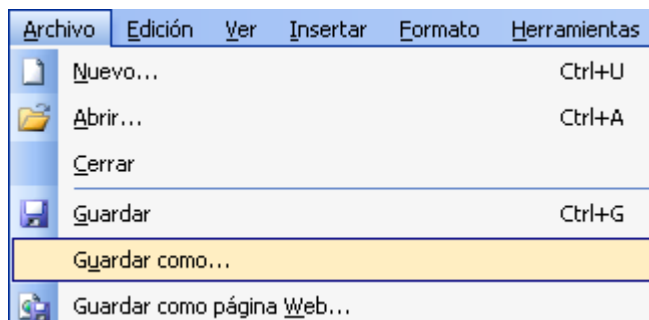 Archivo Edición Ver Insertar Formato Herramientas
Nuevo... Ctrl+U
Abrir... Ctrl+A
Cerrar
Guardar Ctrl+G
Guardar como...
Guardar como página Web...